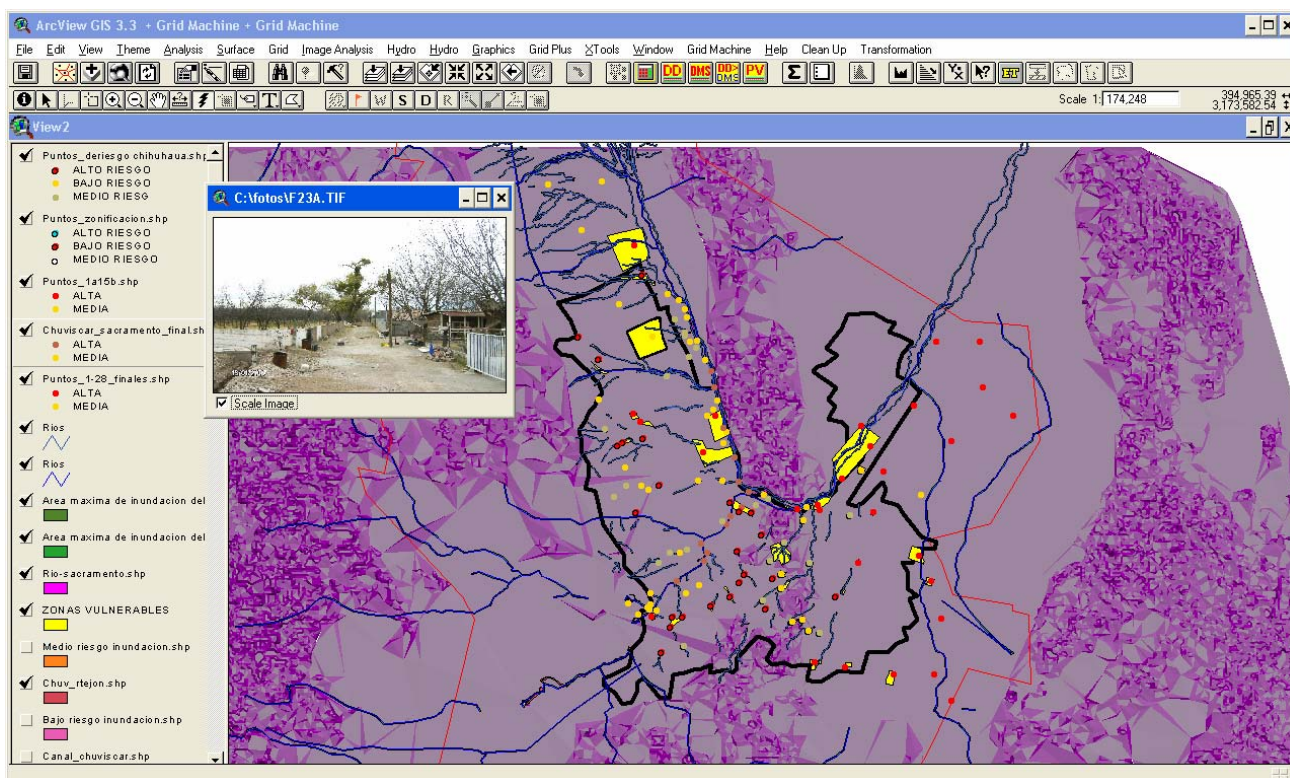 ArcView GIS 3.3 + Grid Machine + Grid Machine
File Edit View Theme Analysis Surface Grid Image Analysis Hydro Hydro Graphics Grid Plus XTools Window Grid Machine Help Clean Up Transformation
DD DMS DD> DMS PV Σ
W S D R T Scale 1: 174,248 394,965.39
3,173,582.54
View2
Puntos_deriesgo chihuhaua.shp
ALTO RIESGO
BAJO RIESGO
MEDIO RIESG
Puntos_zonificacion.shp
ALTO RIESGO
BAJO RIESGO
MEDIO RIESGO
Puntos_1a15b.shp
ALTA
MEDIA
Chuviscar_sacramento_final.sh
ALTA
MEDIA
Puntos_1-28_finales.shp
ALTA
MEDIA
Rios
Rios
Area maxima de inundacion del
Area maxima de inundacion del
Rio-sacramento.shp
ZONAS VULNERABLES
Medio riesgo inundacion.shp
Chuv_rtejon.shp
Bajo riesgo inundacion.shp
Canal_chuviscar.shp
C:\fotos\F23A.TIF
Scale Image